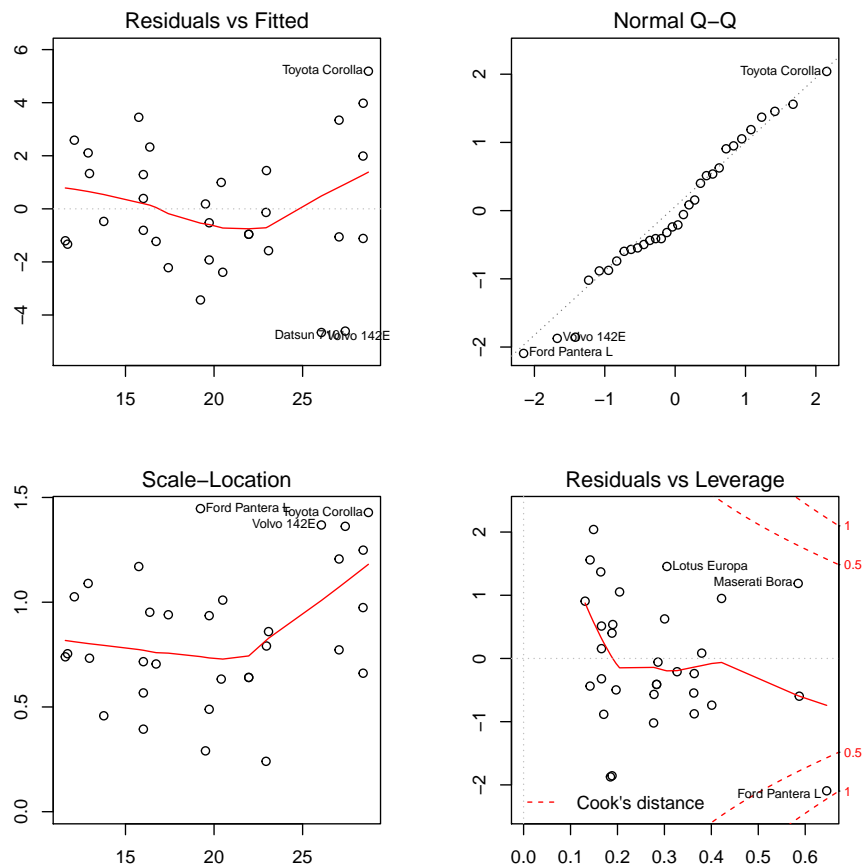 Residuals vs Fitted
6
4
2
0
−2
−4
15 20 25
Toyota Corolla
Datsun 710
Volvo 142E
Normal Q−Q
2
1
0
−1
−2
−2 −1 0 1 2
Toyota Corolla
Volvo 142E
Ford Pantera L
Scale−Location
1.5
1.0
0.5
0.0
15 20 25
Ford Pantera L
Toyota Corolla
Volvo 142E
Residuals vs Leverage
2
1
0
−1
−2
0.0 0.1 0.2 0.3 0.4 0.5 0.6
1
0.5
0.5
1
Lotus Europa
Maserati Bora
Ford Pantera L
Cook's distance